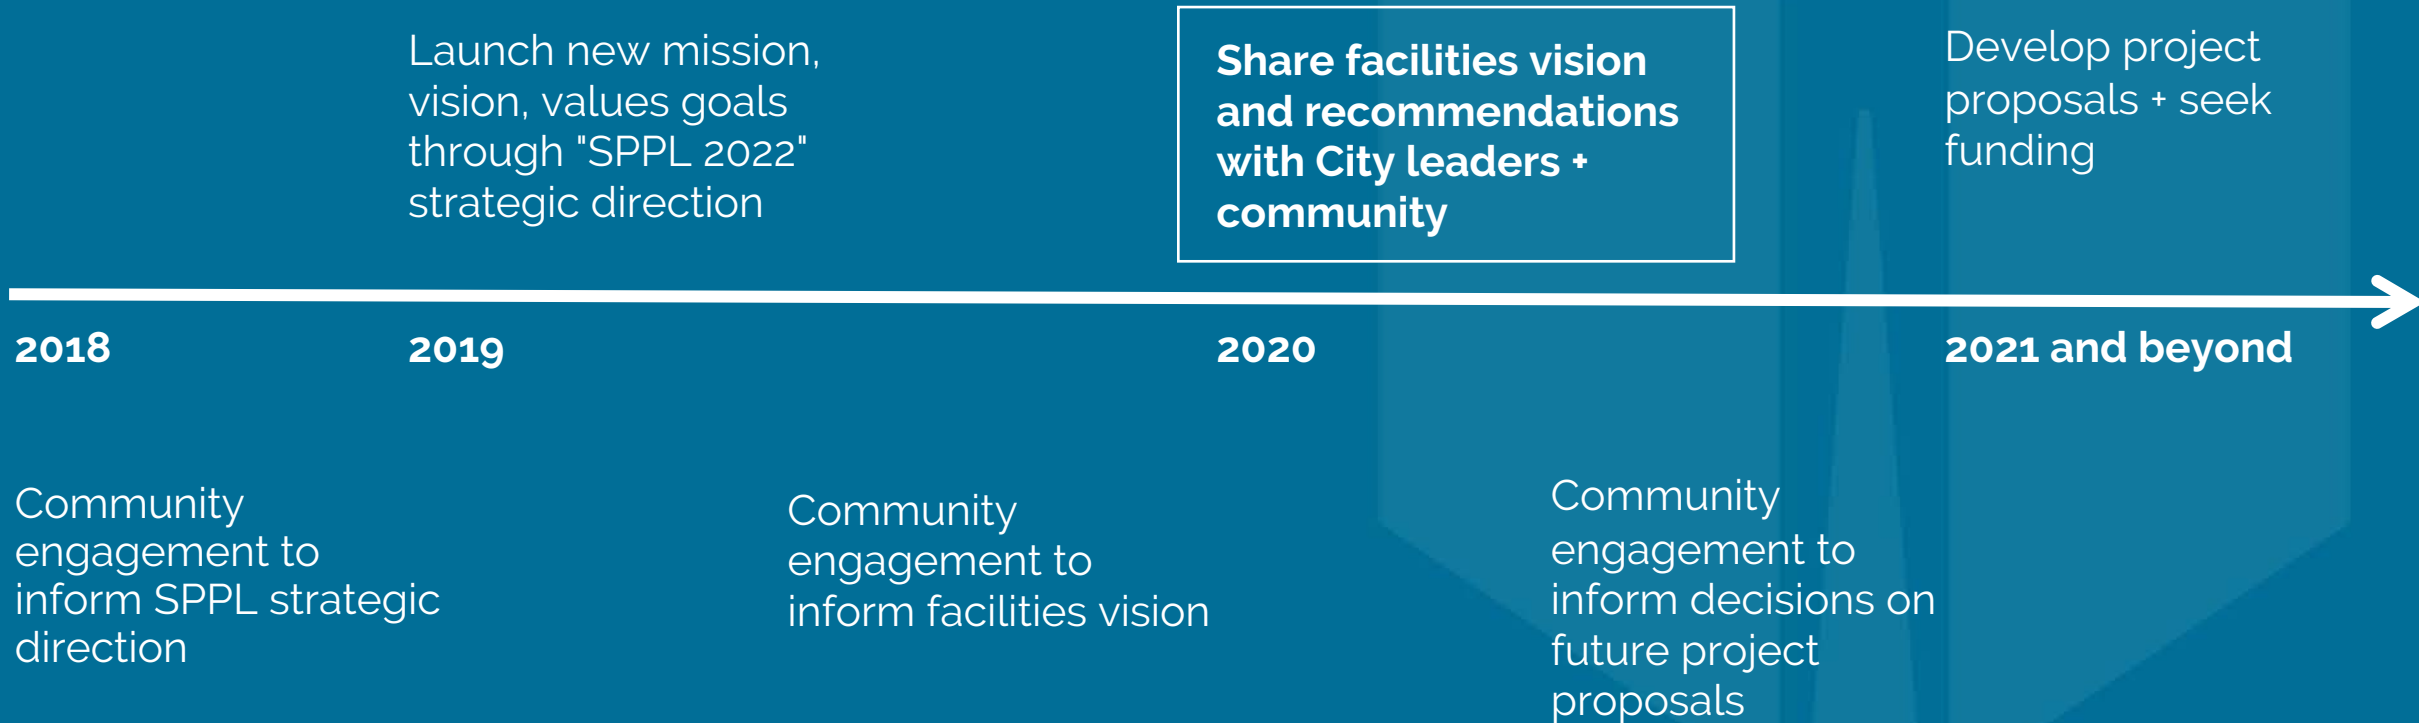 Launch new mission,
vision, values goals
through "SPPL 2022"
strategic direction
Share facilities vision
and recommendations
with City leaders +
community
Develop project
proposals + seek
funding
2018
2019
2020
2021 and beyond
Community
engagement to
inform SPPL strategic
direction
Community
engagement to
inform facilities vision
Community
engagement to
inform decisions on
future project
proposals